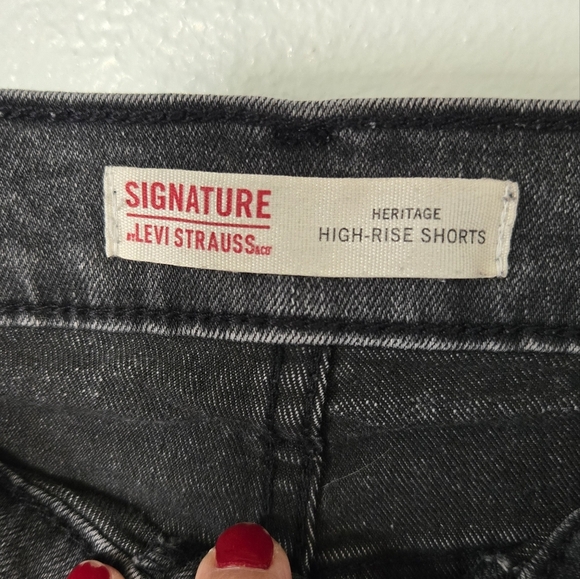 SIGNATURE
BY LEVI STRAUSS & CO
HERITAGE
HIGH-RISE SHORTS